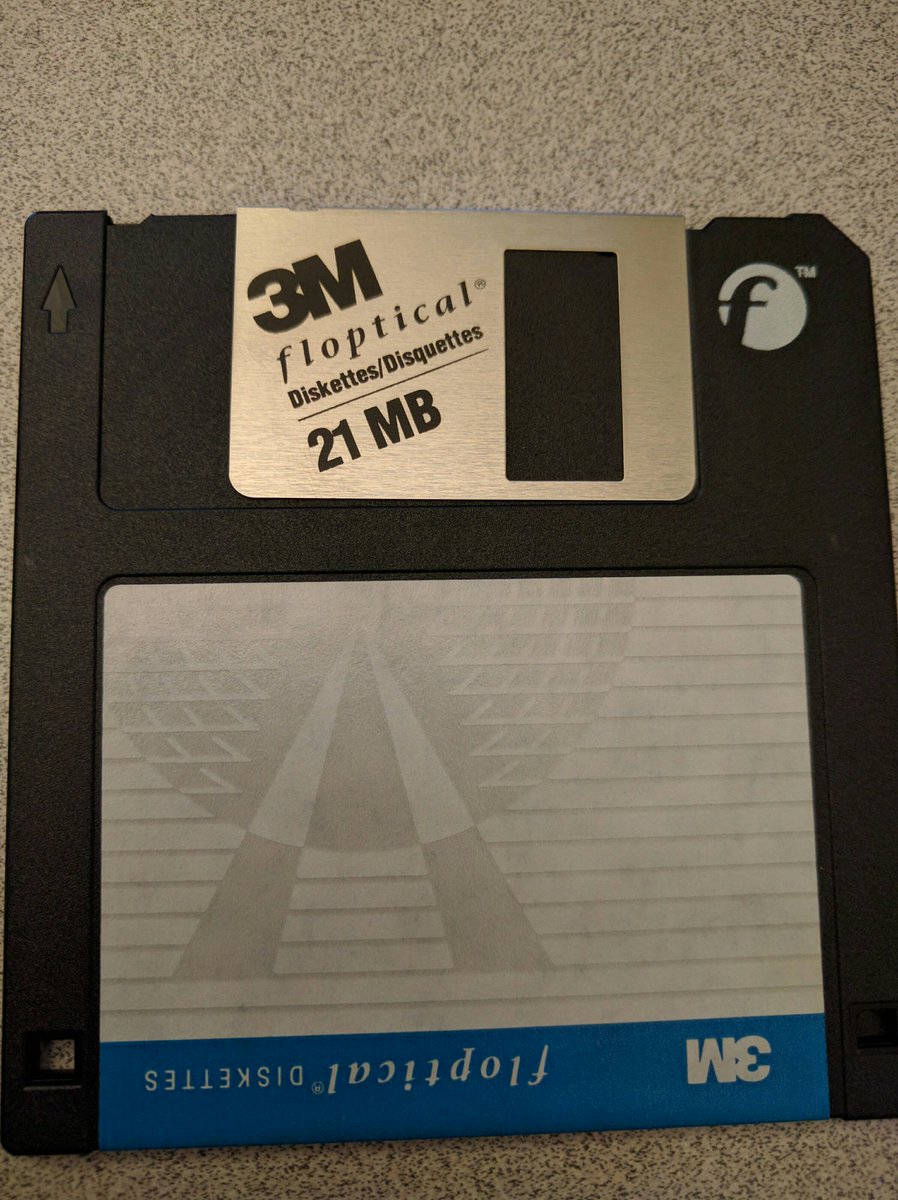 3M
floptical®
Diskettes/Disquettes
21 MB
f™
3M
floptical® DISKETTES